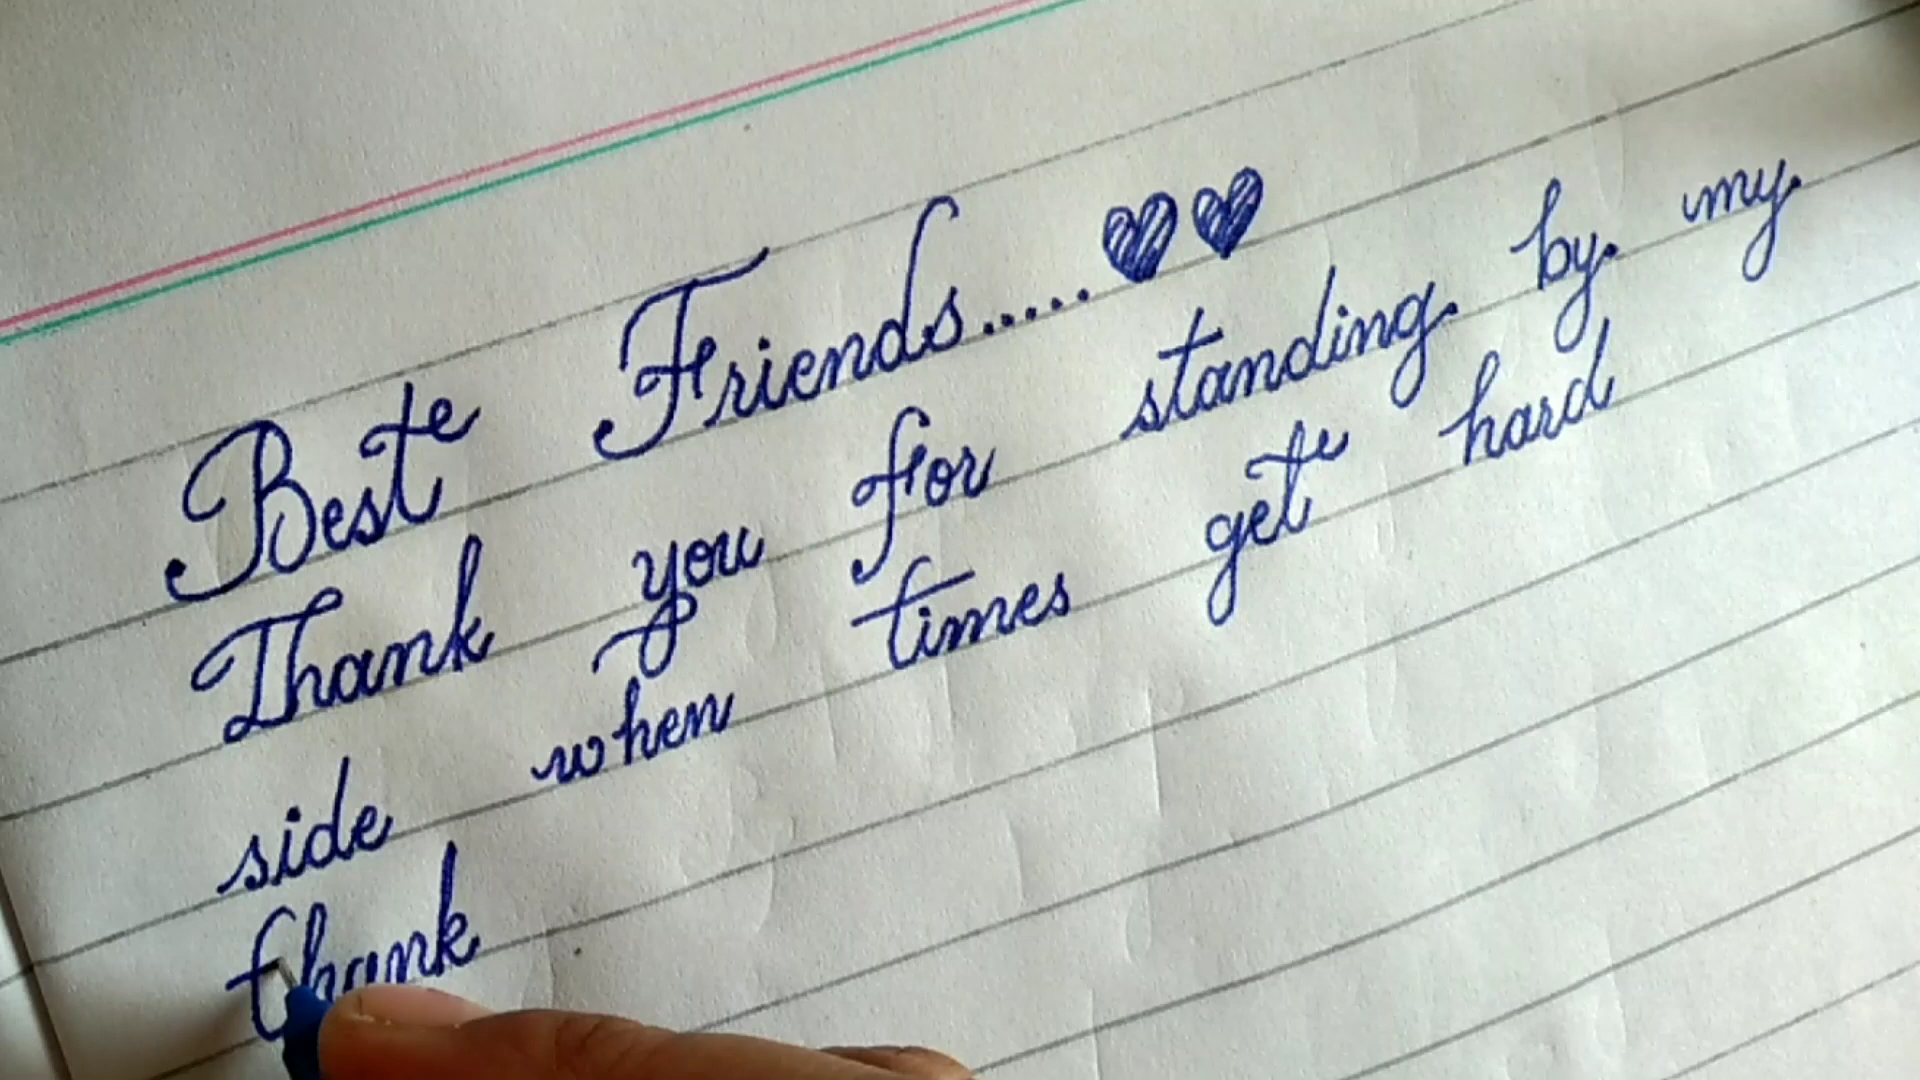 Best Friends..... 💙💙
Thank you for standing by my
side when times get hard
thank